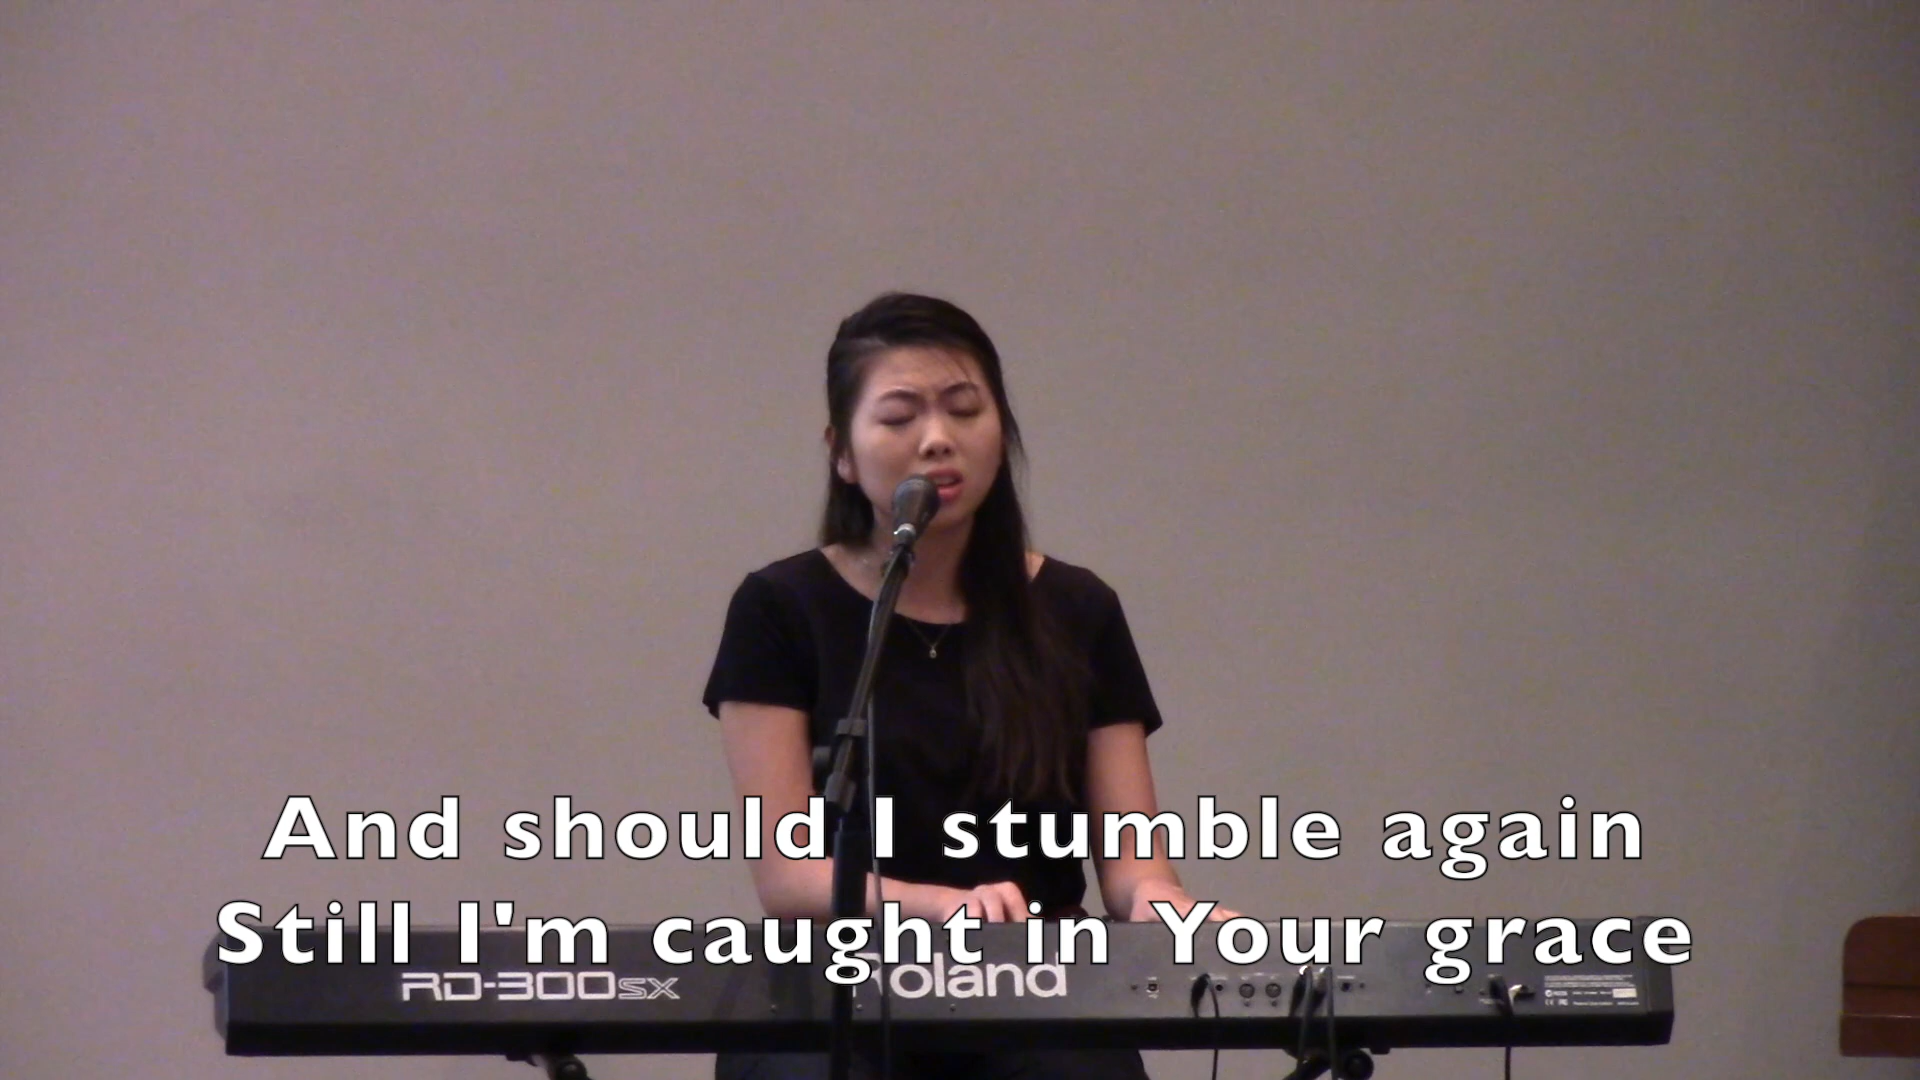 And should I stumble again
Still I'm caught in Your grace
RD-300SX
Roland